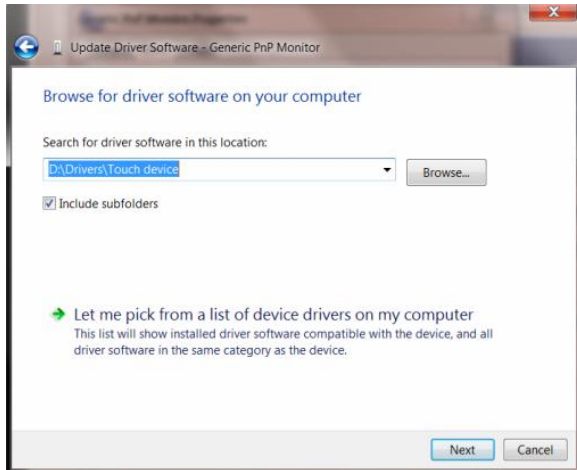 Update Driver Software - Generic PnP Monitor
Browse for driver software on your computer
Search for driver software in this location:
D:\Drivers\Touch device
Browse...
Include subfolders
Let me pick from a list of device drivers on my computer
This list will show installed driver software compatible with the device, and all
driver software in the same category as the device.
Next
Cancel